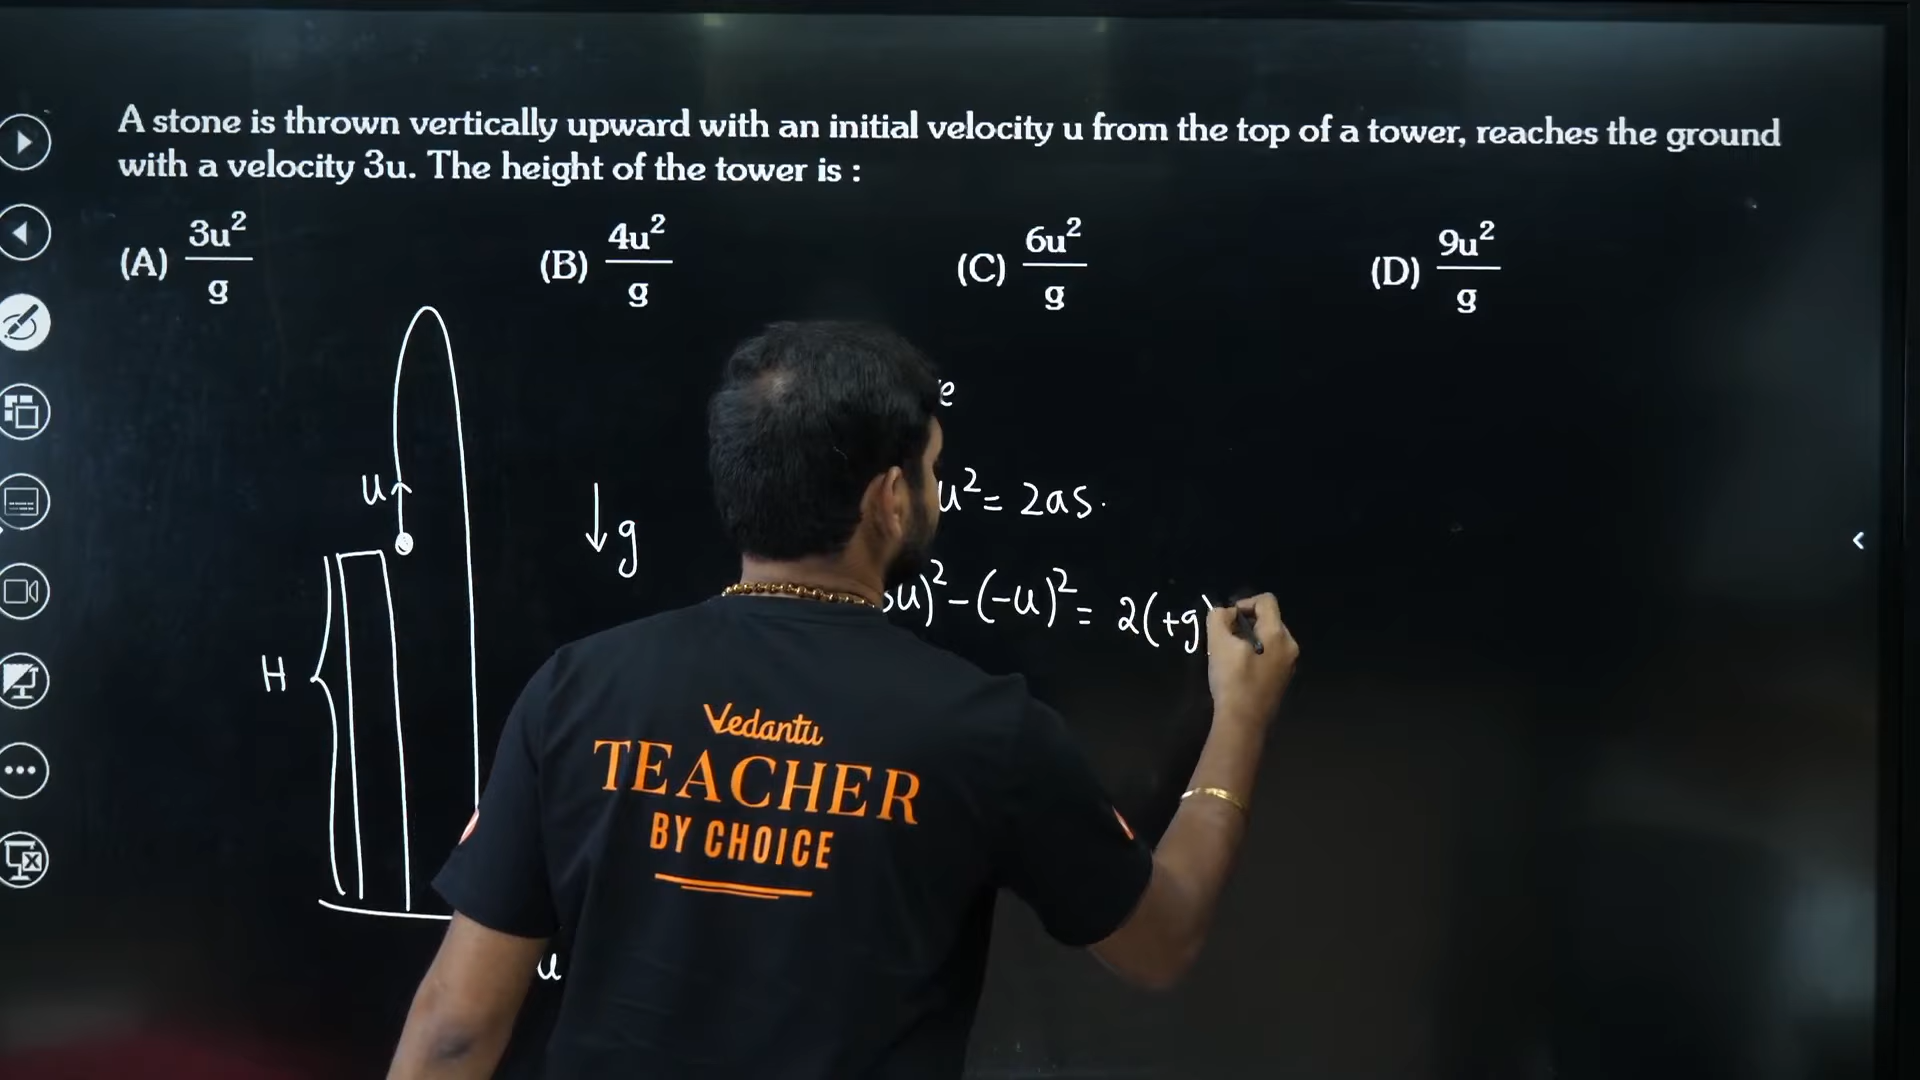 A stone is thrown vertically upward with an initial velocity u from the top of a tower, reaches the ground
with a velocity 3u. The height of the tower is :
(A) 3u²/g (B) 4u²/g (C) 6u²/g (D) 9u²/g
u
g
u² = 2as.
u)² - (-u)² = 2(+g)
H
Vedantu
TEACHER
BY CHOICE
u